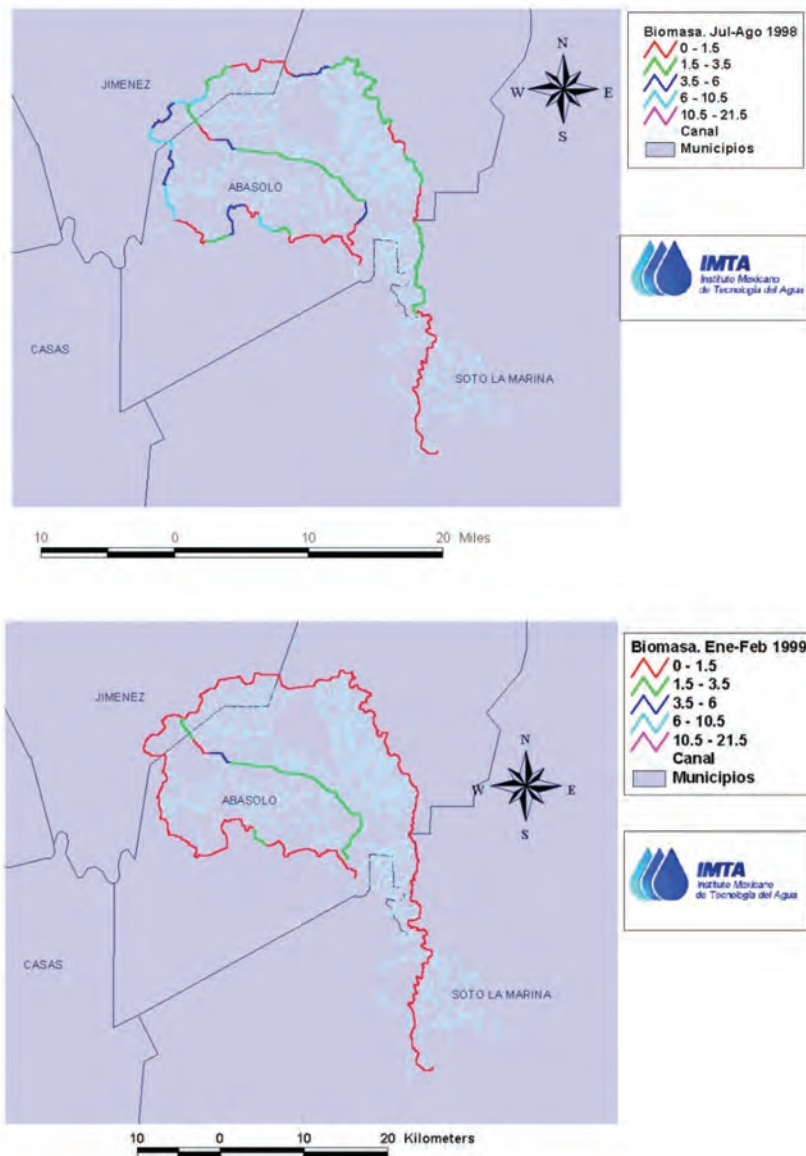 Biomasa. Jul-Ago 1998
0 - 1.5
1.5 - 3.5
3.5 - 6
6 - 10.5
10.5 - 21.5
Canal
Municipios
N
W E
S
JIMENEZ
ABASOLO
CASAS
SOTO LA MARINA
IMTA
Instituto Mexicano
de Tecnología del Agua
10 0 10 20 Miles
Biomasa. Ene-Feb 1999
0 - 1.5
1.5 - 3.5
3.5 - 6
6 - 10.5
10.5 - 21.5
Canal
Municipios
N
W E
S
JIMENEZ
ABASOLO
CASAS
SOTO LA MARINA
IMTA
Instituto Mexicano
de Tecnología del Agua
10 0 10 20 Kilometers